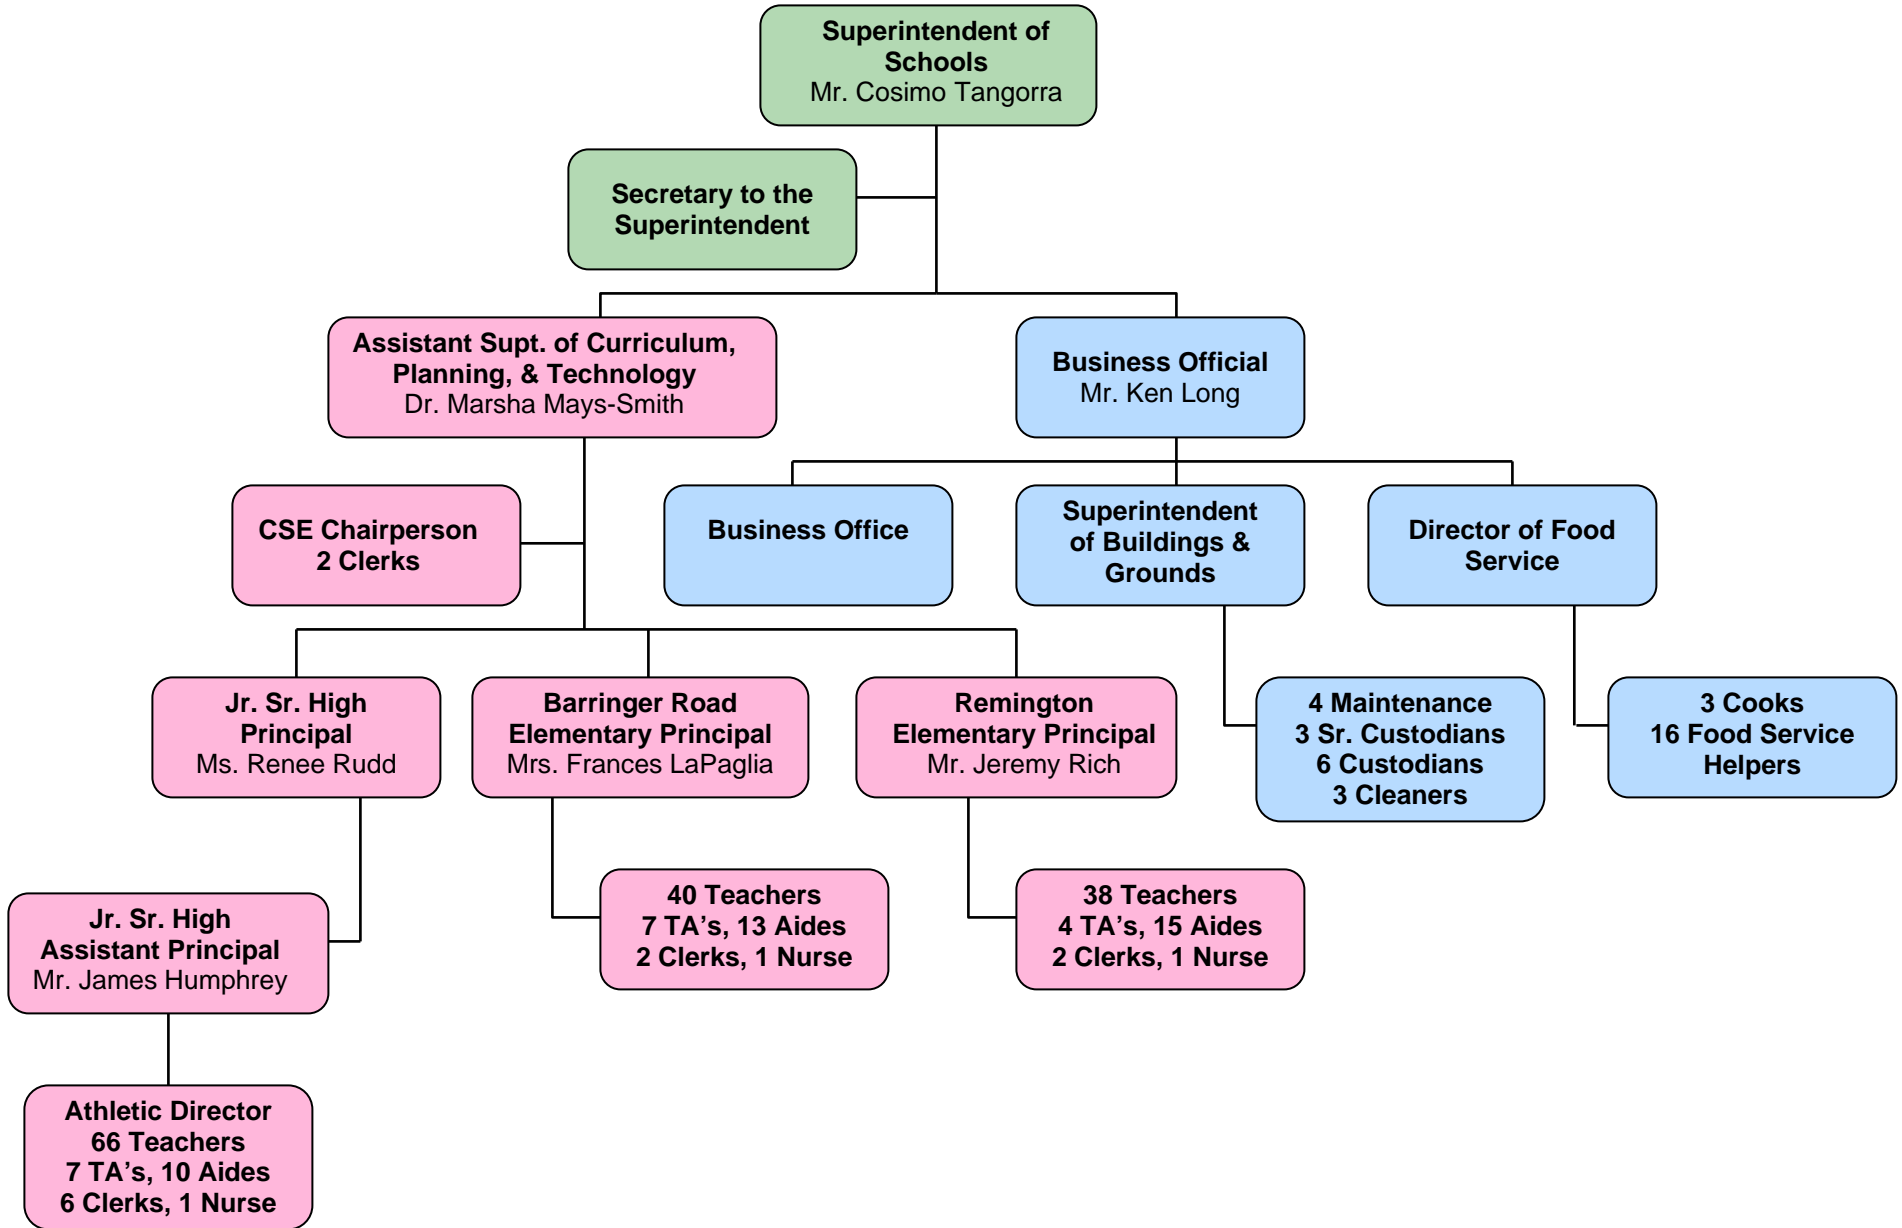 Superintendent of
Schools
Mr. Cosimo Tangorra
Secretary to the
Superintendent
Assistant Supt. of Curriculum,
Planning, & Technology
Dr. Marsha Mays-Smith
Business Official
Mr. Ken Long
CSE Chairperson
2 Clerks
Business Office
Superintendent
of Buildings &
Grounds
Director of Food
Service
Jr. Sr. High
Principal
Ms. Renee Rudd
Barringer Road
Elementary Principal
Mrs. Frances LaPaglia
Remington
Elementary Principal
Mr. Jeremy Rich
4 Maintenance
3 Sr. Custodians
6 Custodians
3 Cleaners
3 Cooks
16 Food Service
Helpers
Jr. Sr. High
Assistant Principal
Mr. James Humphrey
40 Teachers
7 TA’s, 13 Aides
2 Clerks, 1 Nurse
38 Teachers
4 TA’s, 15 Aides
2 Clerks, 1 Nurse
Athletic Director
66 Teachers
7 TA’s, 10 Aides
6 Clerks, 1 Nurse